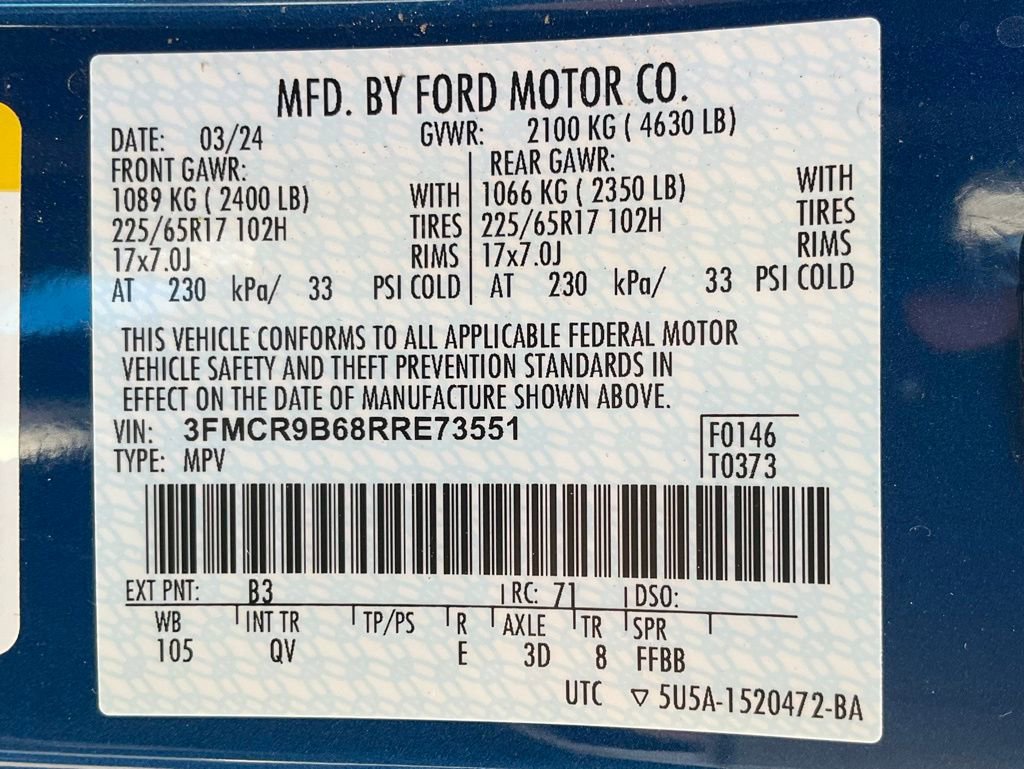 MFD. BY FORD MOTOR CO.
DATE: 03/24 GVWR: 2100 KG ( 4630 LB)
FRONT GAWR: REAR GAWR:
1089 KG ( 2400 LB) WITH 1066 KG ( 2350 LB) WITH
225/65R17 102H TIRES 225/65R17 102H TIRES
17x7.0J RIMS 17x7.0J RIMS
AT 230 kPa/ 33 PSI COLD AT 230 kPa/ 33 PSI COLD
THIS VEHICLE CONFORMS TO ALL APPLICABLE FEDERAL MOTOR
VEHICLE SAFETY AND THEFT PREVENTION STANDARDS IN
EFFECT ON THE DATE OF MANUFACTURE SHOWN ABOVE.
VIN: 3FMCR9B68RRE73551 F0146
TYPE: MPV T0373
EXT PNT: B3 RC: 71 DSO:
WB INT TR TP/PS R AXLE TR SPR
105 QV E 3D 8 FFBB
UTC ▽ 5U5A-1520472-BA